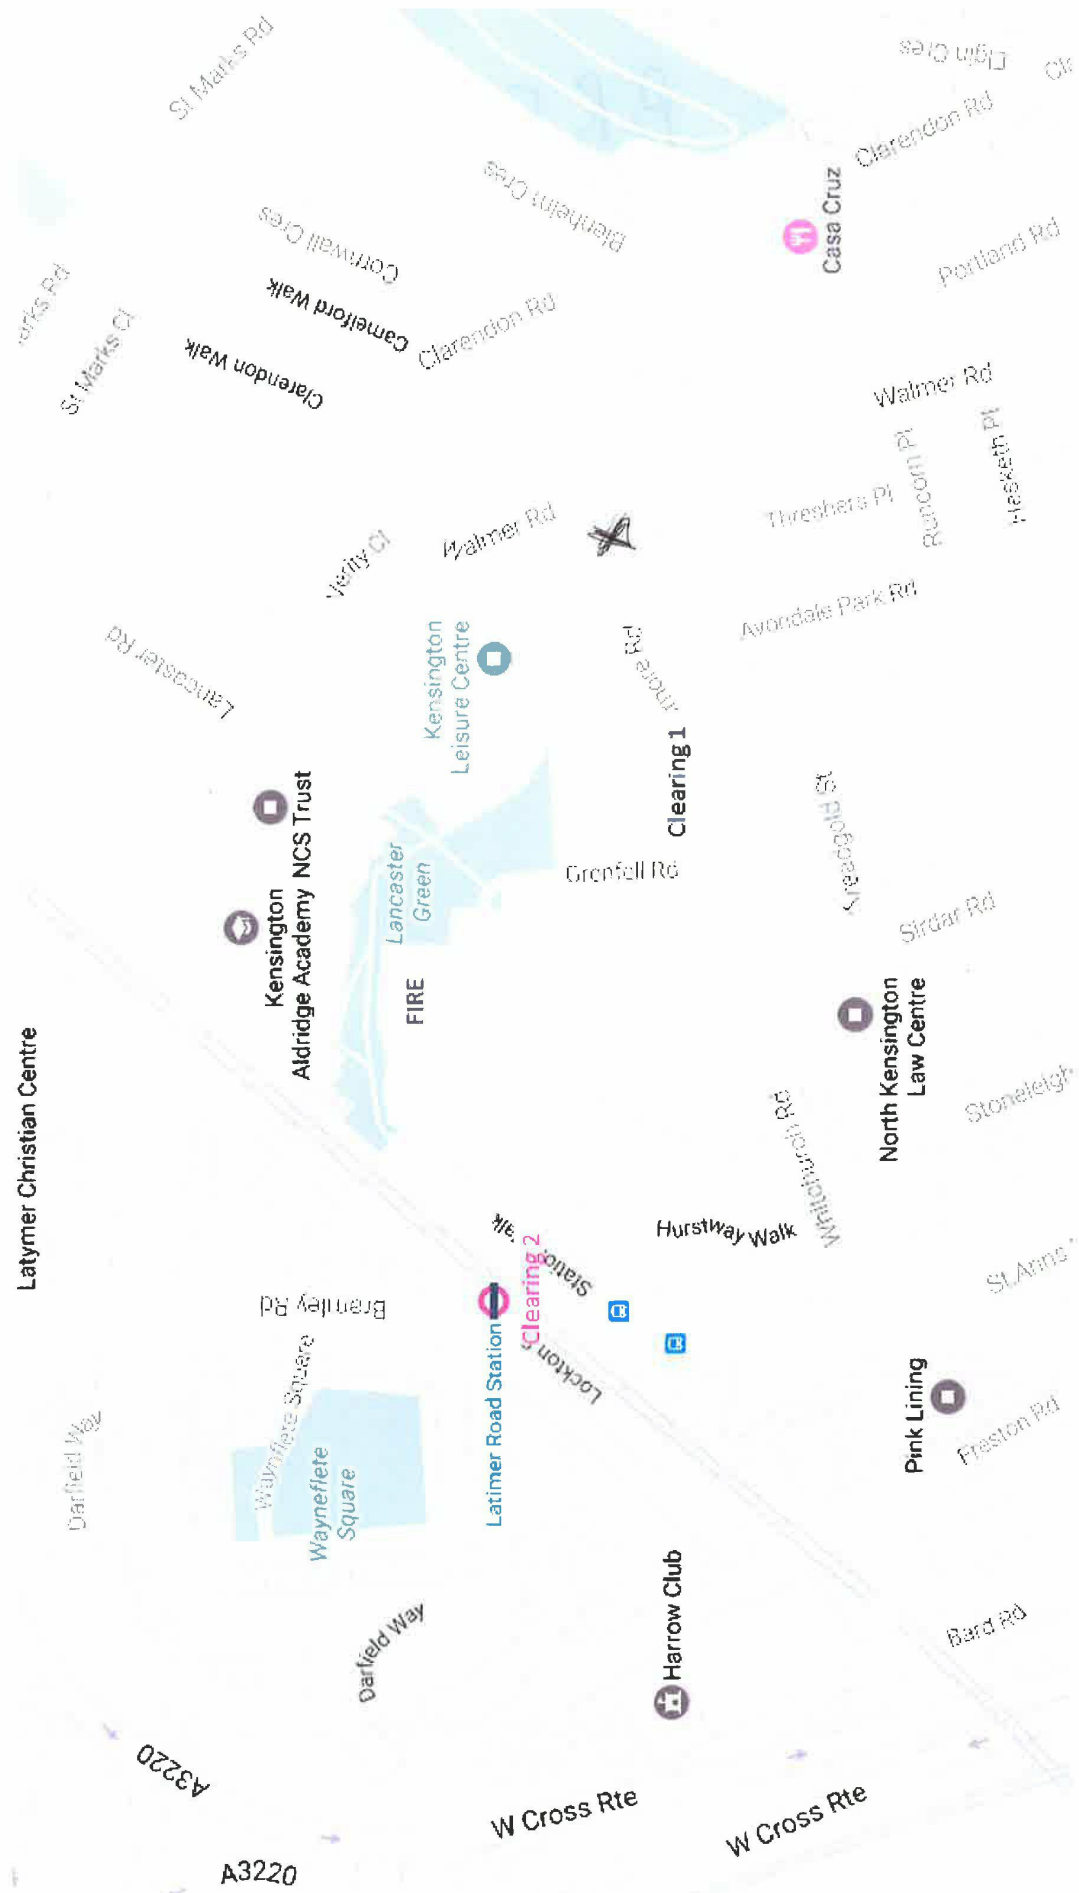 St Marks Rd
Elgin Cres
Clarendon Rd
Blenheim Cres
Casa Cruz
Cornwall Cres
Camelford Walk
Clarendon Walk
Clarendon Rd
Portland Rd
St Marks Cl
Walmer Rd
Runcorn Pl
Hesketh Pl
Threshers Pl
Walmer Rd
Verity Cl
Avondale Park Rd
Lancaster Rd
Kensington
Leisure Centre
Clearing 1
Treadgold St
Grenfell Rd
NCS Trust
Kensington
Aldridge Academy
Lancaster
Green
FIRE
Sirdar Rd
North Kensington
Law Centre
Stoneleigh
Whitchurch Rd
Latymer Christian Centre
Hurstway Walk
Clearing 2
Bramley Rd
Latimer Road Station
Wayneflete Square
Wayneflete
Square
Darfield Way
Pink Lining
Freston Rd
Harrow Club
Darfield Way
Bard Rd
A3220
W Cross Rte
W Cross Rte
A3220